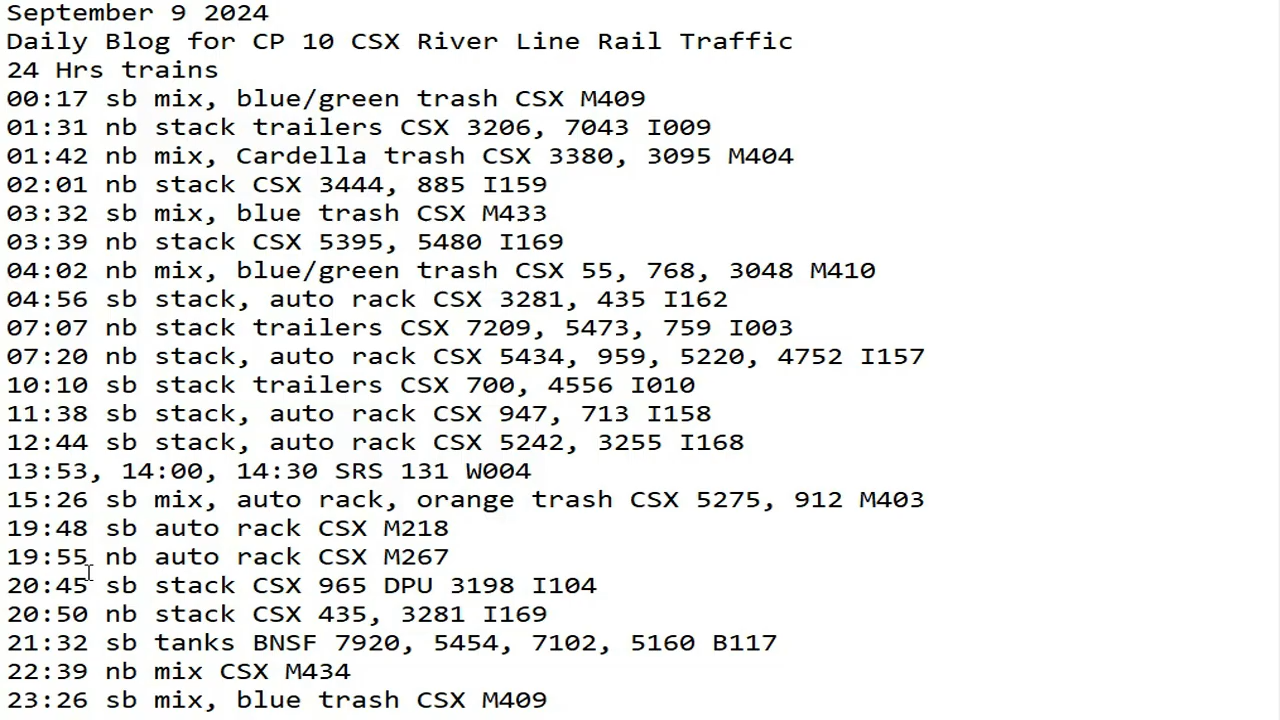 September 9 2024
Daily Blog for CP 10 CSX River Line Rail Traffic
24 Hrs trains
00:17 sb mix, blue/green trash CSX M409
01:31 nb stack trailers CSX 3206, 7043 I009
01:42 nb mix, Cardella trash CSX 3380, 3095 M404
02:01 nb stack CSX 3444, 885 I159
03:32 sb mix, blue trash CSX M433
03:39 nb stack CSX 5395, 5480 I169
04:02 nb mix, blue/green trash CSX 55, 768, 3048 M410
04:56 sb stack, auto rack CSX 3281, 435 I162
07:07 nb stack trailers CSX 7209, 5473, 759 I003
07:20 nb stack, auto rack CSX 5434, 959, 5220, 4752 I157
10:10 sb stack trailers CSX 700, 4556 I010
11:38 sb stack, auto rack CSX 947, 713 I158
12:44 sb stack, auto rack CSX 5242, 3255 I168
13:53, 14:00, 14:30 SRS 131 W004
15:26 sb mix, auto rack, orange trash CSX 5275, 912 M403
19:48 sb auto rack CSX M218
19:55 nb auto rack CSX M267
20:45 sb stack CSX 965 DPU 3198 I104
20:50 nb stack CSX 435, 3281 I169
21:32 sb tanks BNSF 7920, 5454, 7102, 5160 B117
22:39 nb mix CSX M434
23:26 sb mix, blue trash CSX M409